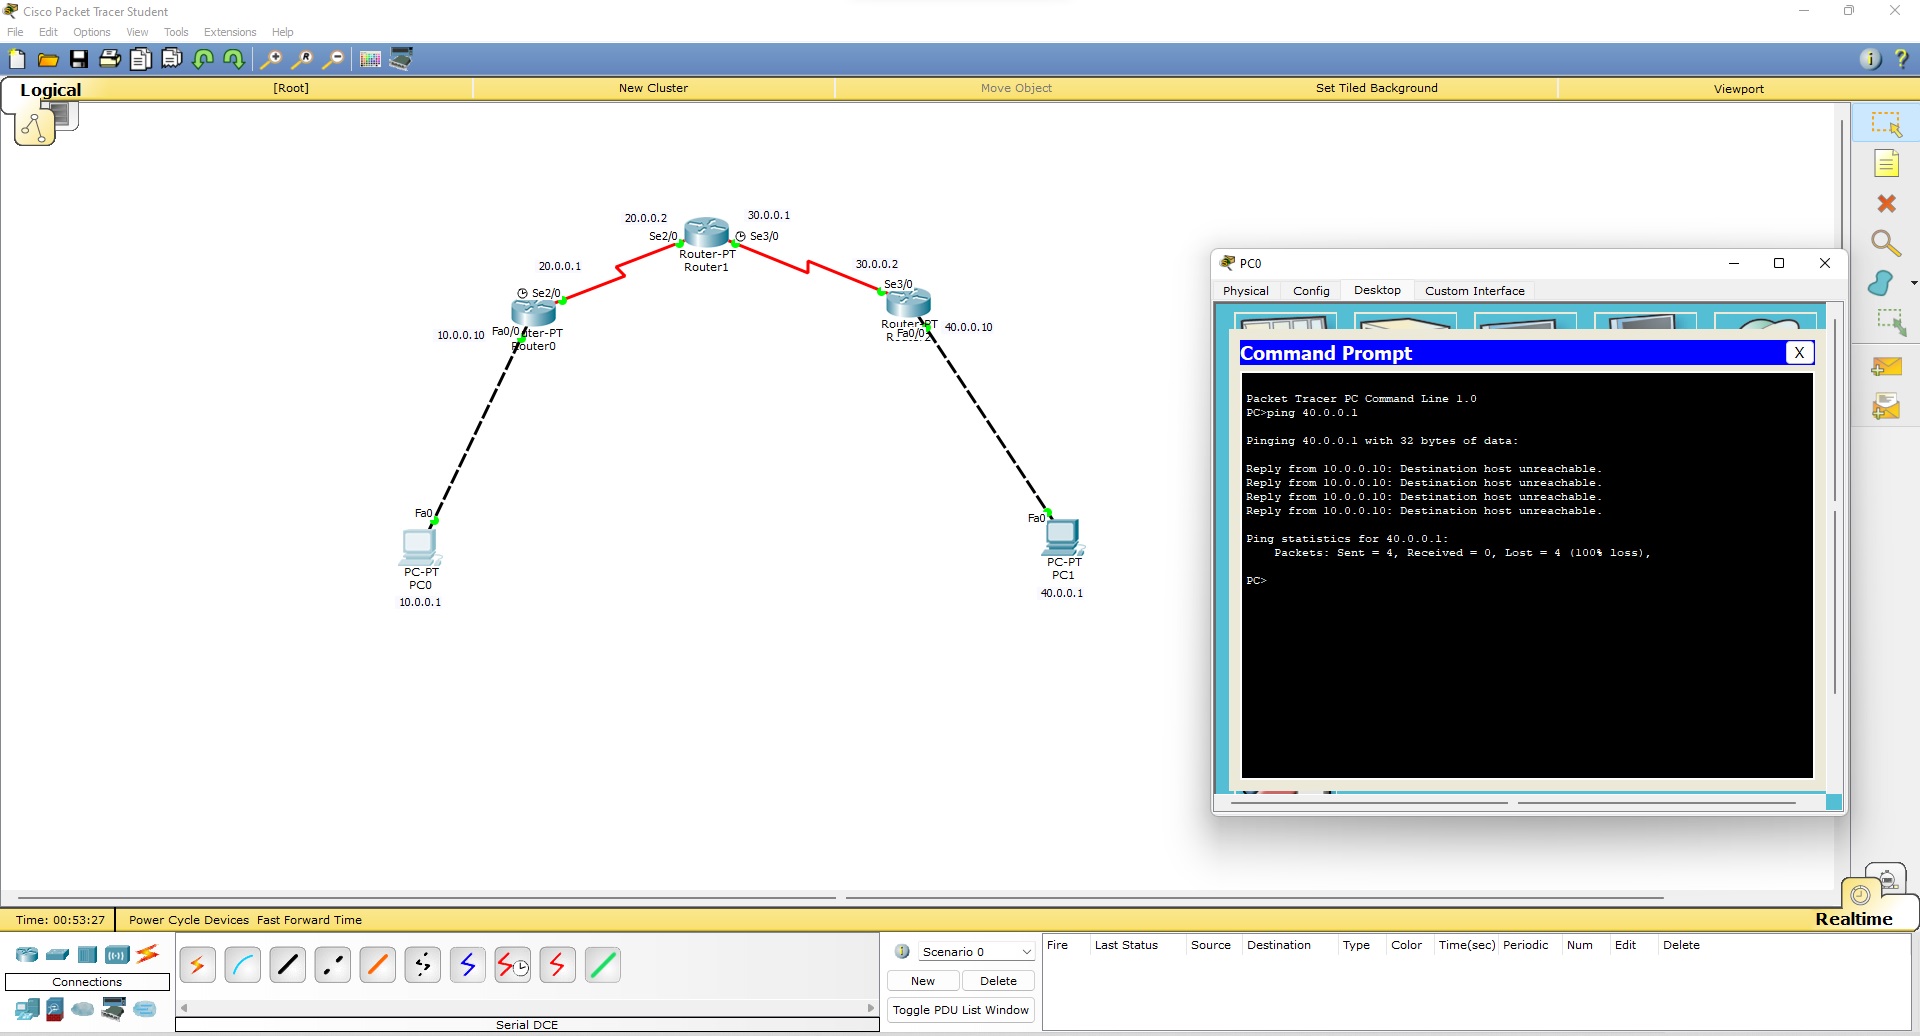 Cisco Packet Tracer Student
File Edit Options View Tools Extensions Help
Logical
[Root]
New Cluster
Move Object
Set Tiled Background
Viewport
20.0.0.2
30.0.0.1
Se2/0
Se3/0
Router-PT
Router1
20.0.0.1
30.0.0.2
Se2/0
Se3/0
10.0.0.10
Fa0/0
Router0
Router-PT
Fa0/0
40.0.0.10
Fa0
PC-PT
PC0
10.0.0.1
Fa0
PC-PT
PC1
40.0.0.1
PC0
Physical Config Desktop Custom Interface
Command Prompt
X
Packet Tracer PC Command Line 1.0
PC>ping 40.0.0.1
Pinging 40.0.0.1 with 32 bytes of data:
Reply from 10.0.0.10: Destination host unreachable.
Reply from 10.0.0.10: Destination host unreachable.
Reply from 10.0.0.10: Destination host unreachable.
Reply from 10.0.0.10: Destination host unreachable.
Ping statistics for 40.0.0.1:
Packets: Sent = 4, Received = 0, Lost = 4 (100% loss),
PC>
Time: 00:53:27
Power Cycle Devices Fast Forward Time
Realtime
Connections
Serial DCE
Scenario 0
New
Delete
Toggle PDU List Window
Fire Last Status Source Destination Type Color Time(sec) Periodic Num Edit Delete